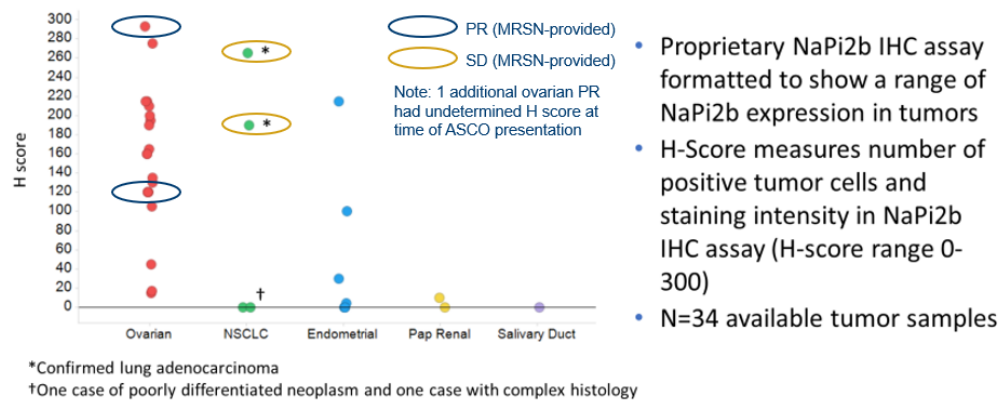 300
280
260
240
220
200
180
160
140
120
100
80
60
40
20
0
H score
*
*
†
Ovarian
NSCLC
Endometrial
Pap Renal
Salivary Duct
PR (MRSN-provided)
SD (MRSN-provided)
Note: 1 additional ovarian PR
had undetermined H score at
time of ASCO presentation
*Confirmed lung adenocarcinoma
†One case of poorly differentiated neoplasm and one case with complex histology
• Proprietary NaPi2b IHC assay
formatted to show a range of
NaPi2b expression in tumors
• H-Score measures number of
positive tumor cells and
staining intensity in NaPi2b
IHC assay (H-score range 0-
300)
• N=34 available tumor samples